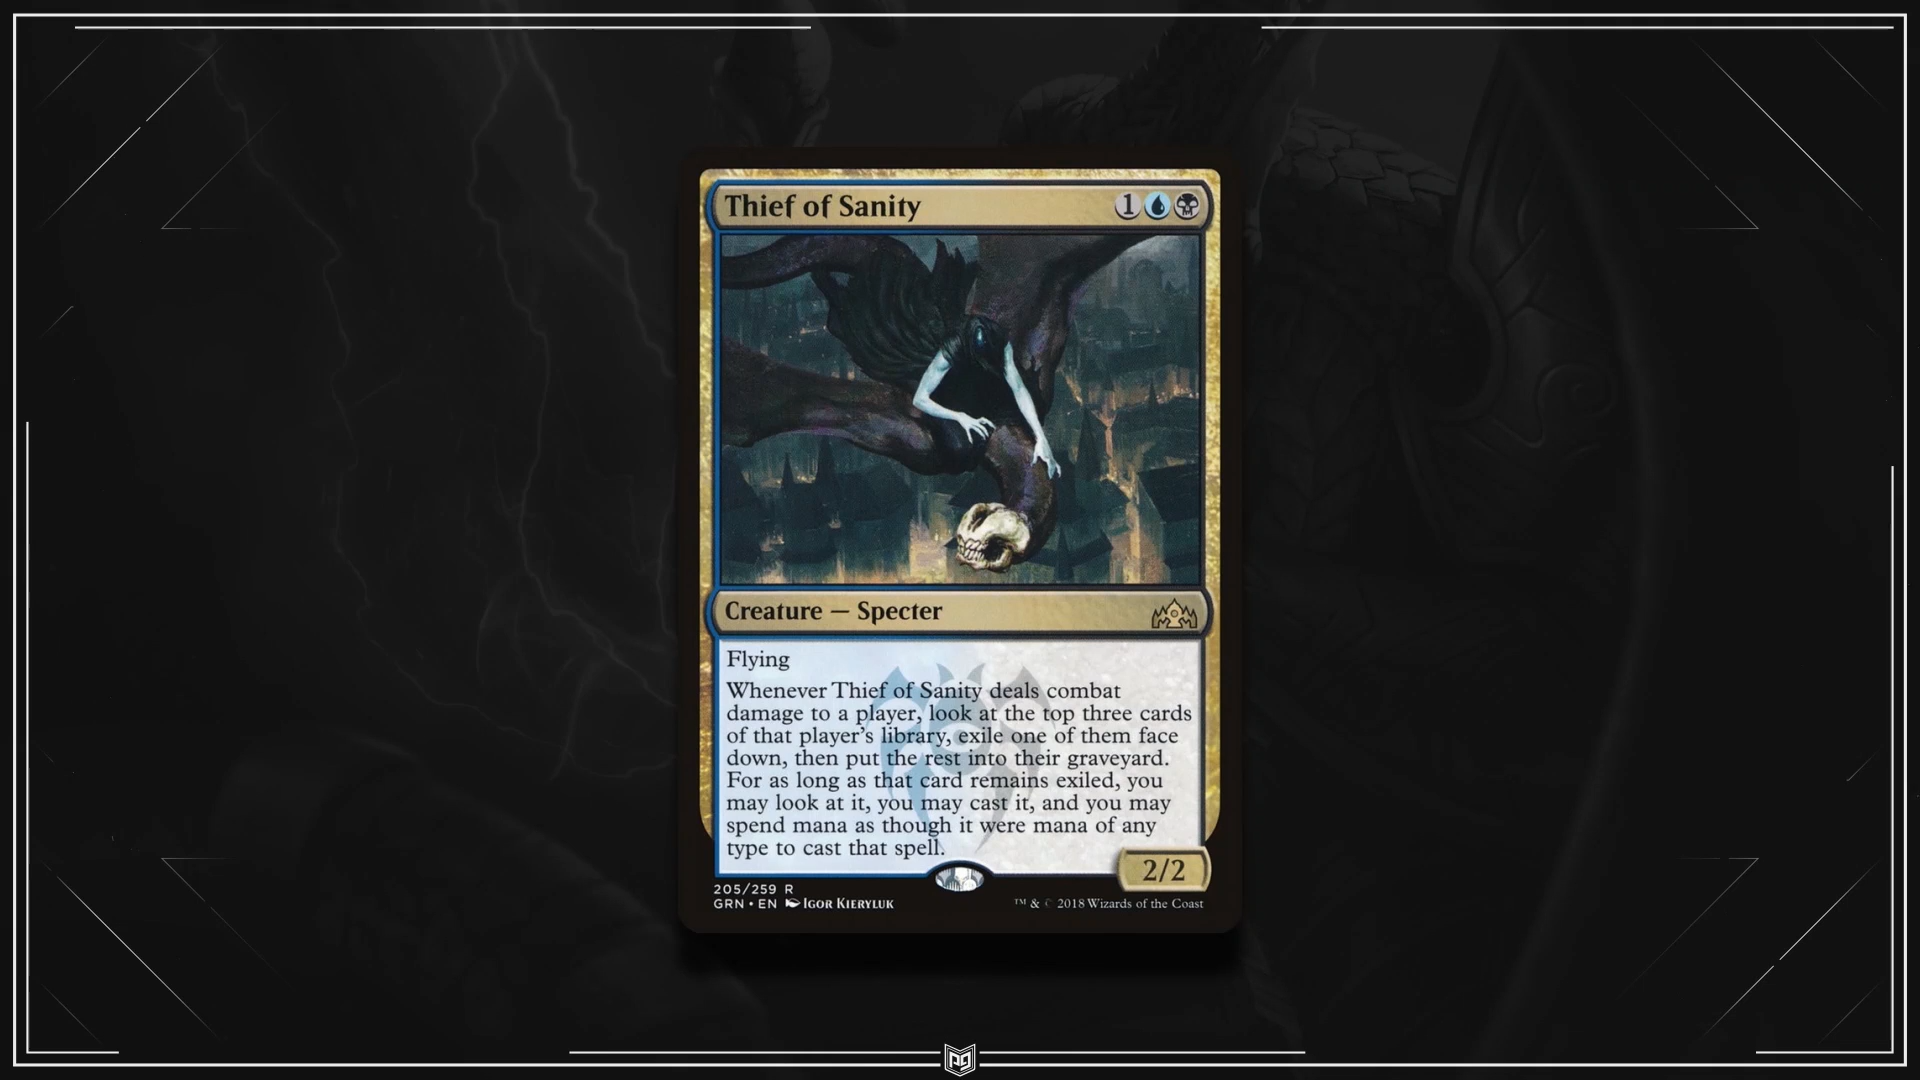 Thief of Sanity 1
Creature — Specter
Flying
Whenever Thief of Sanity deals combat
damage to a player, look at the top three cards
of that player's library, exile one of them face
down, then put the rest into their graveyard.
For as long as that card remains exiled, you
may look at it, you may cast it, and you may
spend mana as though it were mana of any
type to cast that spell.
2/2
205/259 R
GRN • EN Igor Kieryluk
™ & © 2018 Wizards of the Coast
PG